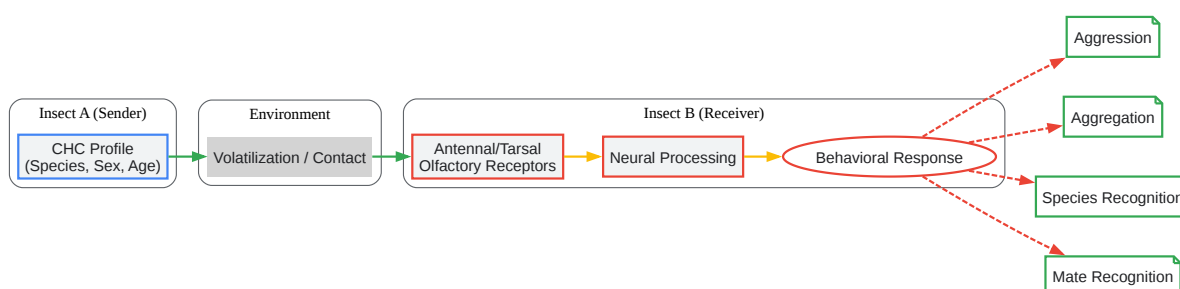 Insect A (Sender)
CHC Profile
(Species, Sex, Age)
Environment
Volatilization / Contact
Insect B (Receiver)
Antennal/Tarsal
Olfactory Receptors
Neural Processing
Behavioral Response
Aggression
Aggregation
Species Recognition
Mate Recognition